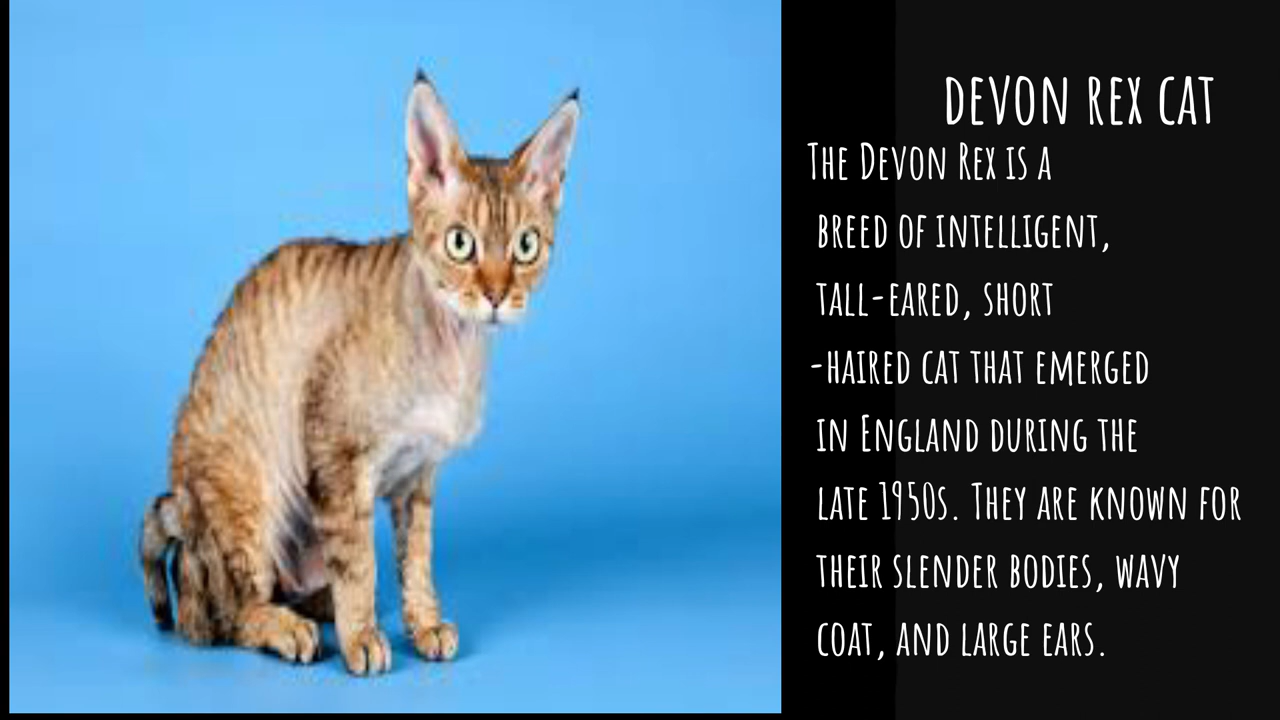 DEVON REX CAT
The Devon Rex is a
breed of intelligent,
tall-eared, short
-haired cat that emerged
in England during the
late 1950s. They are known for
their slender bodies, wavy
coat, and large ears.